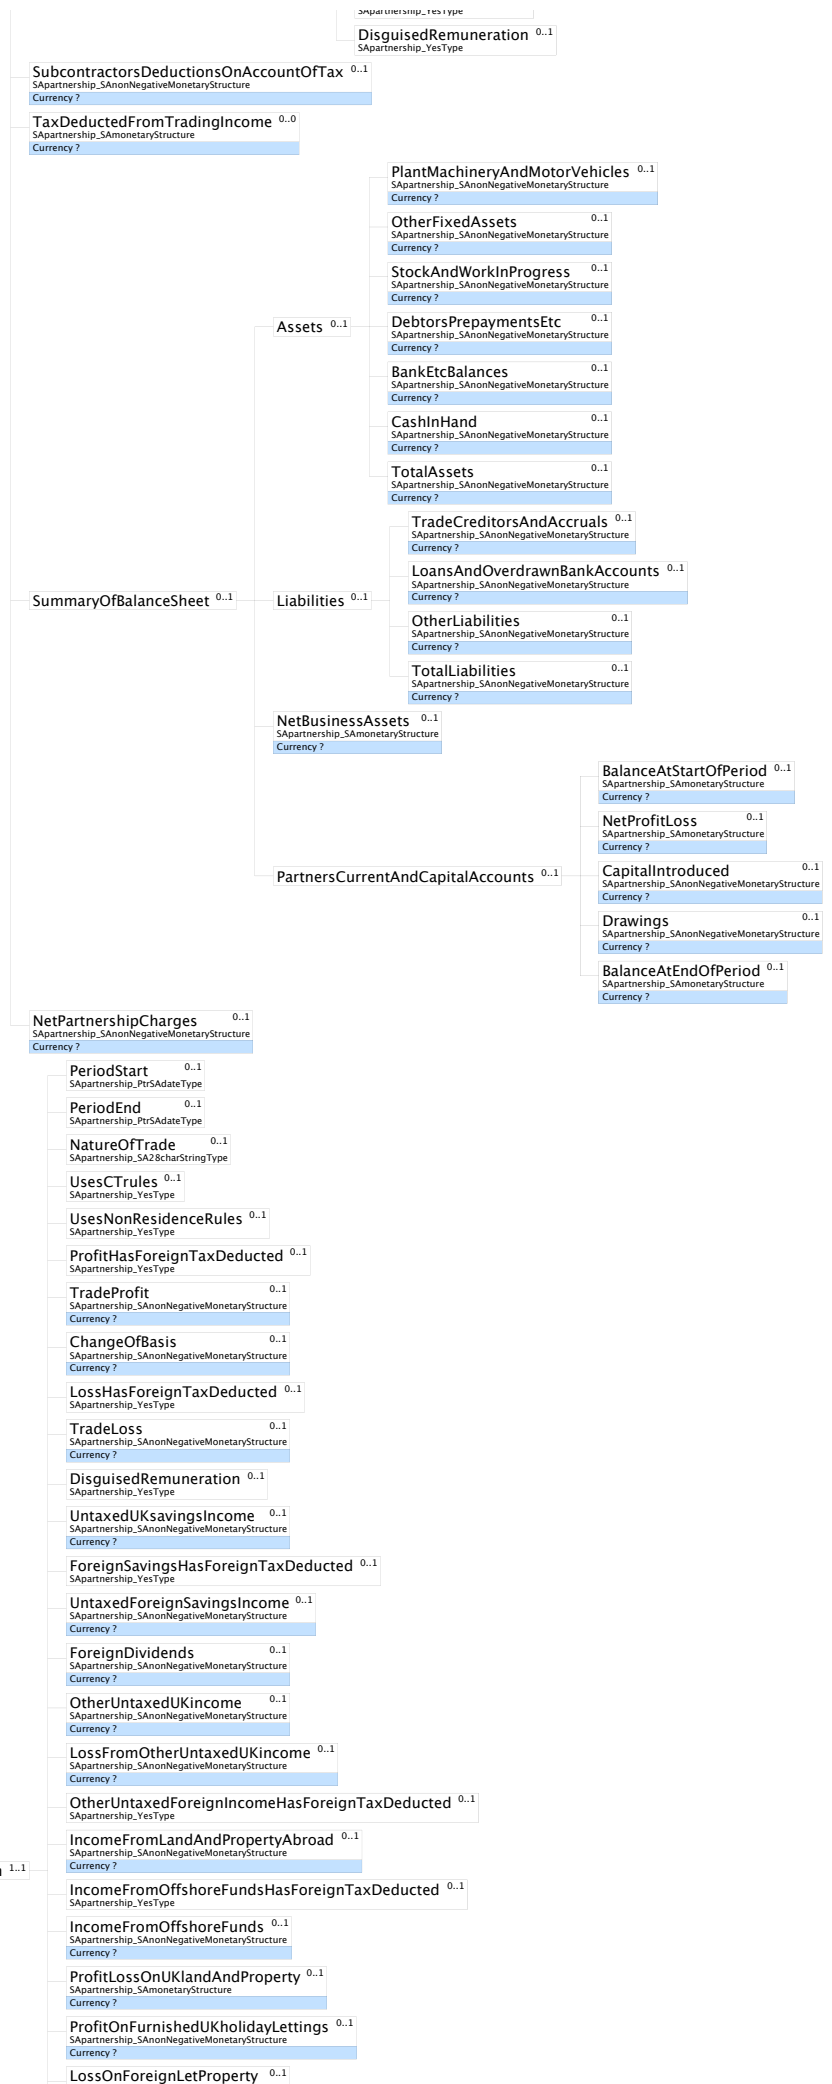 SApartnership_YesType
DisguisedRemuneration 0..1
SApartnership_YesType
SubcontractorsDeductionsOnAccountOfTax 0..1
SApartnership_SAnonNegativeMonetaryStructure
Currency ?
TaxDeductedFromTradingIncome 0..0
SApartnership_SAmonetaryStructure
Currency ?
PlantMachineryAndMotorVehicles 0..1
SApartnership_SAnonNegativeMonetaryStructure
Currency ?
OtherFixedAssets 0..1
SApartnership_SAnonNegativeMonetaryStructure
Currency ?
StockAndWorkInProgress 0..1
SApartnership_SAnonNegativeMonetaryStructure
Currency ?
Assets 0..1
DebtorsPrepaymentsEtc 0..1
SApartnership_SAnonNegativeMonetaryStructure
Currency ?
BankEtcBalances 0..1
SApartnership_SAnonNegativeMonetaryStructure
Currency ?
CashInHand 0..1
SApartnership_SAnonNegativeMonetaryStructure
Currency ?
TotalAssets 0..1
SApartnership_SAnonNegativeMonetaryStructure
Currency ?
TradeCreditorsAndAccruals 0..1
SApartnership_SAnonNegativeMonetaryStructure
Currency ?
LoansAndOverdrawnBankAccounts 0..1
SApartnership_SAnonNegativeMonetaryStructure
Currency ?
SummaryOfBalanceSheet 0..1
Liabilities 0..1
OtherLiabilities 0..1
SApartnership_SAnonNegativeMonetaryStructure
Currency ?
TotalLiabilities 0..1
SApartnership_SAnonNegativeMonetaryStructure
Currency ?
NetBusinessAssets 0..1
SApartnership_SAmonetaryStructure
Currency ?
BalanceAtStartOfPeriod 0..1
SApartnership_SAmonetaryStructure
Currency ?
NetProfitLoss 0..1
SApartnership_SAmonetaryStructure
Currency ?
PartnersCurrentAndCapitalAccounts 0..1
CapitalIntroduced 0..1
SApartnership_SAnonNegativeMonetaryStructure
Currency ?
Drawings 0..1
SApartnership_SAnonNegativeMonetaryStructure
Currency ?
BalanceAtEndOfPeriod 0..1
SApartnership_SAmonetaryStructure
Currency ?
NetPartnershipCharges 0..1
SApartnership_SAnonNegativeMonetaryStructure
Currency ?
PeriodStart 0..1
SApartnership_PtrSAdateType
PeriodEnd 0..1
SApartnership_PtrSAdateType
NatureOfTrade 0..1
SApartnership_SA28charStringType
UsesCTrules 0..1
SApartnership_YesType
UsesNonResidenceRules 0..1
SApartnership_YesType
ProfitHasForeignTaxDeducted 0..1
SApartnership_YesType
TradeProfit 0..1
SApartnership_SAnonNegativeMonetaryStructure
Currency ?
ChangeOfBasis 0..1
SApartnership_SAnonNegativeMonetaryStructure
Currency ?
LossHasForeignTaxDeducted 0..1
SApartnership_YesType
TradeLoss 0..1
SApartnership_SAnonNegativeMonetaryStructure
Currency ?
DisguisedRemuneration 0..1
SApartnership_YesType
UntaxedUKsavingsIncome 0..1
SApartnership_SAnonNegativeMonetaryStructure
Currency ?
ForeignSavingsHasForeignTaxDeducted 0..1
SApartnership_YesType
UntaxedForeignSavingsIncome 0..1
SApartnership_SAnonNegativeMonetaryStructure
Currency ?
ForeignDividends 0..1
SApartnership_SAnonNegativeMonetaryStructure
Currency ?
OtherUntaxedUKincome 0..1
SApartnership_SAnonNegativeMonetaryStructure
Currency ?
LossFromOtherUntaxedUKincome 0..1
SApartnership_SAnonNegativeMonetaryStructure
Currency ?
OtherUntaxedForeignIncomeHasForeignTaxDeducted 0..1
SApartnership_YesType
IncomeFromLandAndPropertyAbroad 0..1
SApartnership_SAnonNegativeMonetaryStructure
Currency ?
1..1
IncomeFromOffshoreFundsHasForeignTaxDeducted 0..1
SApartnership_YesType
IncomeFromOffshoreFunds 0..1
SApartnership_SAnonNegativeMonetaryStructure
Currency ?
ProfitLossOnUKlandAndProperty 0..1
SApartnership_SAmonetaryStructure
Currency ?
ProfitOnFurnishedUKholidayLettings 0..1
SApartnership_SAnonNegativeMonetaryStructure
Currency ?
LossOnForeignLetProperty 0..1